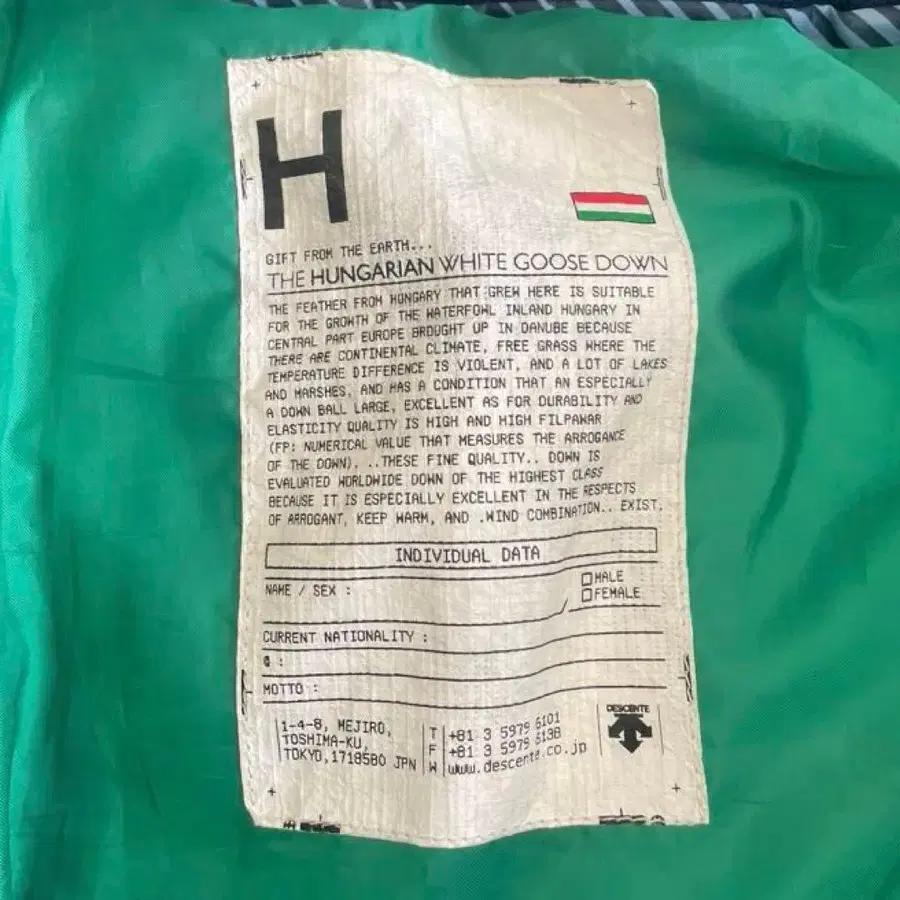 H
GIFT FROM THE EARTH...
THE HUNGARIAN WHITE GOOSE DOWN
THE FEATHER FROM HUNGARY THAT GREW HERE IS SUITABLE
FOR THE GROWTH OF THE WATERFOWL INLAND HUNGARY IN
CENTRAL PART EUROPE BROUGHT UP IN DANUBE BECAUSE
THERE ARE CONTINENTAL CLIMATE, FREE GRASS WHERE THE
TEMPERATURE DIFFERENCE IS VIOLENT, AND A LOT OF LAKES
AND MARSHES, AND HAS A CONDITION THAT AN ESPECIALLY
A DOWN BALL LARGE, EXCELLENT AS FOR DURABILITY AND
ELASTICITY QUALITY IS HIGH AND HIGH FILPAWAR
(FP: NUMERICAL VALUE THAT MEASURES THE ARROGANCE
OF THE DOWN). ..THESE FINE QUALITY.. DOWN IS
EVALUATED WORLDWIDE DOWN OF THE HIGHEST CLASS
BECAUSE IT IS ESPECIALLY EXCELLENT IN THE RESPECTS
OF ARROGANT, KEEP WARM, AND .WIND COMBINATION.. EXIST.
INDIVIDUAL DATA
NAME / SEX : / □MALE
□FEMALE
CURRENT NATIONALITY :
@ :
MOTTO :
1-4-8, MEJIRO,
TOSHIMA-KU,
TOKYO,1718580 JPN
T +81 3 5979 6101
F +81 3 5979 6138
W www.descente.co.jp
DESCENTE